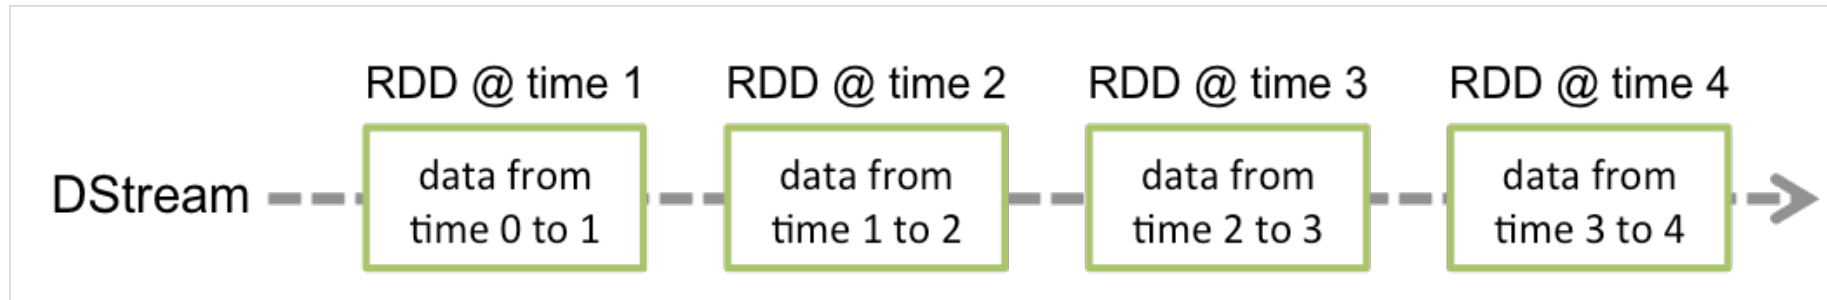 RDD @ time 1
RDD @ time 2
RDD @ time 3
RDD @ time 4
DStream
data from
time 0 to 1
data from
time 1 to 2
data from
time 2 to 3
data from
time 3 to 4